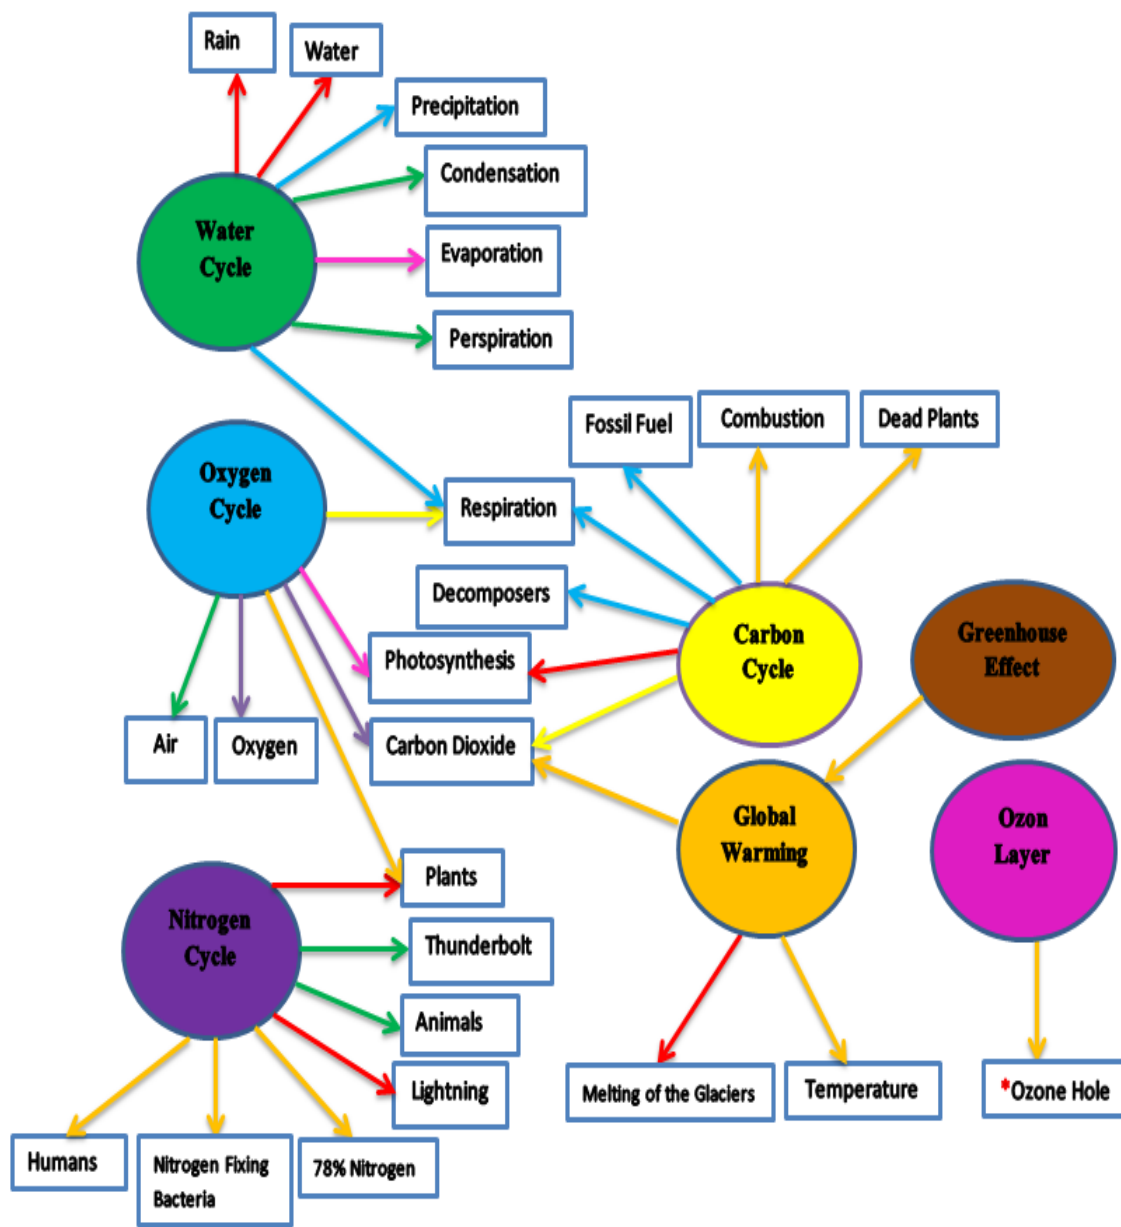 Rain
Water
Precipitation
Condensation
Water
Cycle
Evaporation
Perspiration
Fossil Fuel
Combustion
Dead Plants
Oxygen
Cycle
Respiration
Decomposers
Carbon
Cycle
Greenhouse
Effect
Photosynthesis
Air
Oxygen
Carbon Dioxide
Global
Warming
Ozon
Layer
Plants
Nitrogen
Cycle
Thunderbolt
Animals
Lightning
Melting of the Glaciers
Temperature
*Ozone Hole
Humans
Nitrogen Fixing
Bacteria
78% Nitrogen